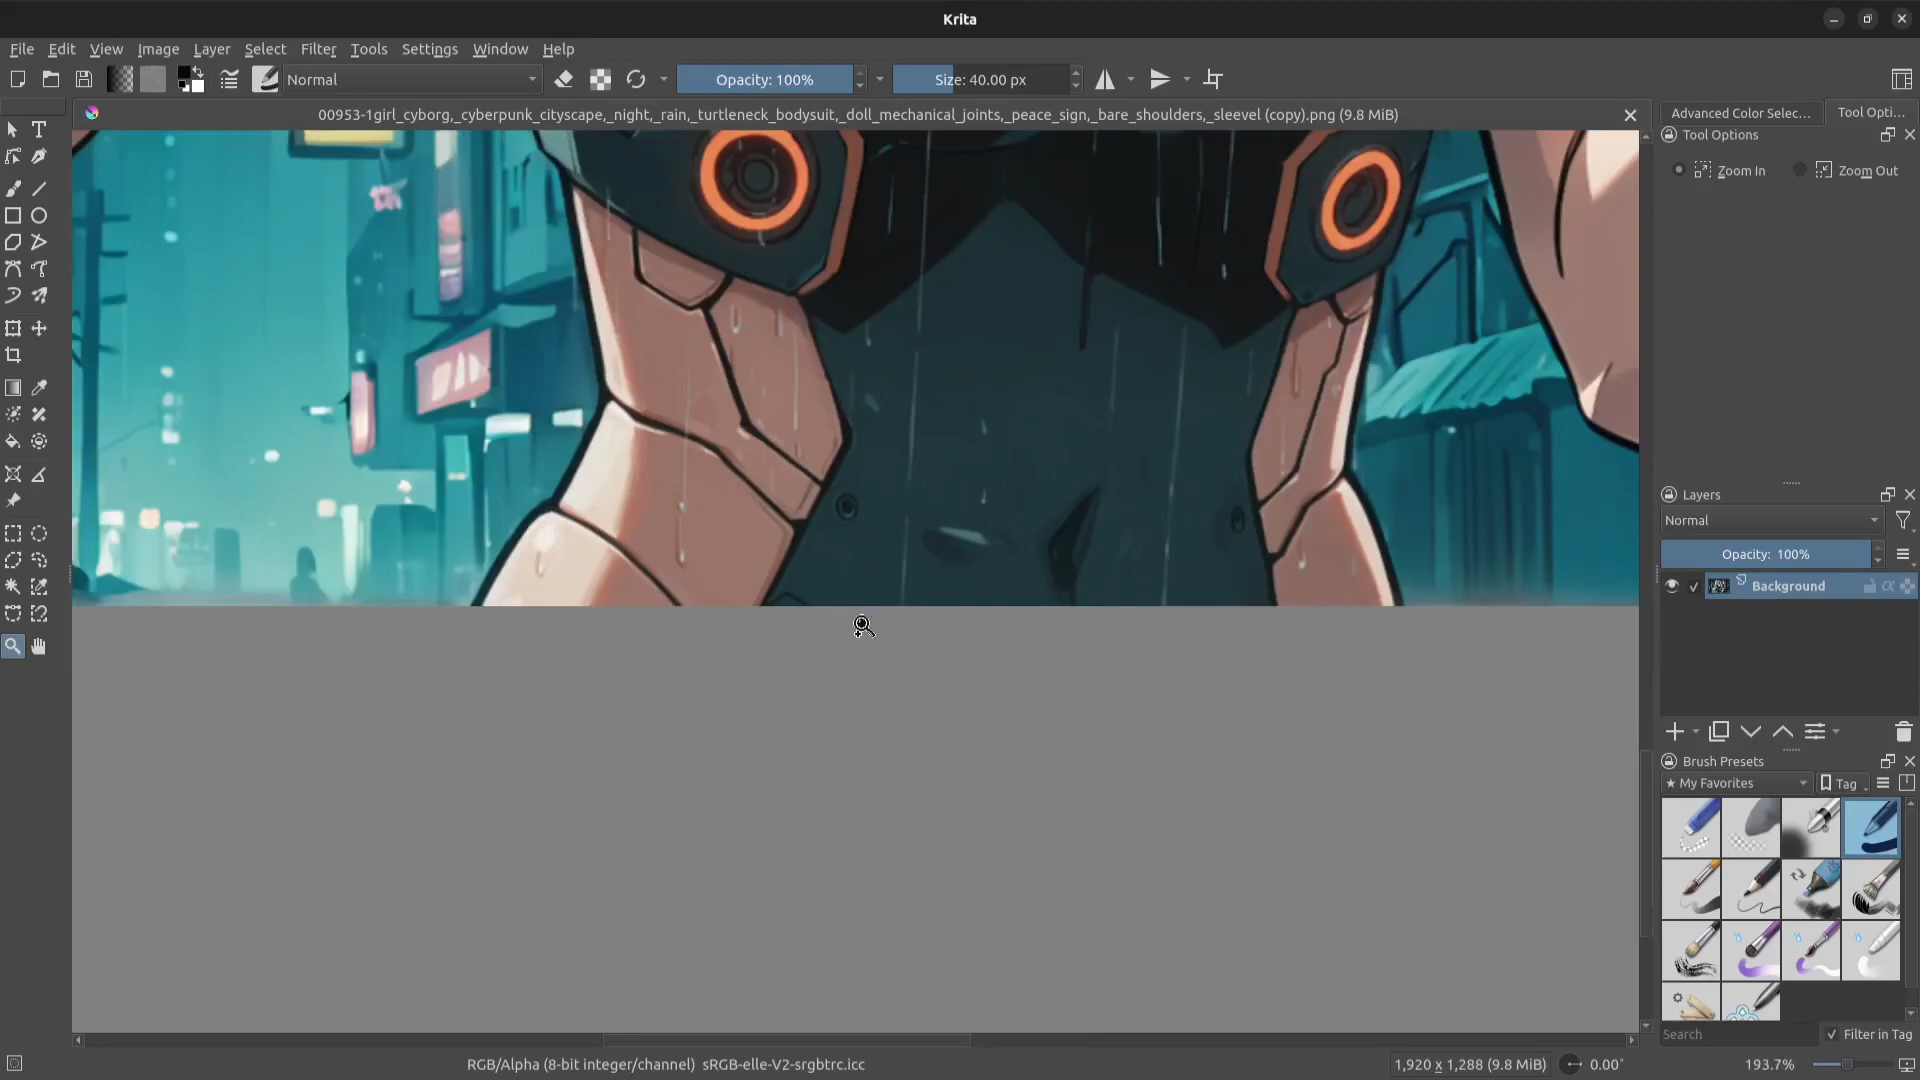 Krita
File Edit View Image Layer Select Filter Tools Settings Window Help
Normal Opacity: 100% Size: 40.00 px
00953-1girl_cyborg,_cyberpunk_cityscape,_night,_rain,_turtleneck_bodysuit,_doll_mechanical_joints,_peace_sign,_bare_shoulders,_sleevel (copy).png (9.8 MiB)
Advanced Color Selec... Tool Opti...
Tool Options
Zoom In Zoom Out
Layers
Normal
Opacity: 100%
Background
Brush Presets
★ My Favorites Tag
Search Filter in Tag
RGB/Alpha (8-bit integer/channel) sRGB-elle-V2-srgbtrc.icc 1,920 x 1,288 (9.8 MiB) 0.00° 193.7%